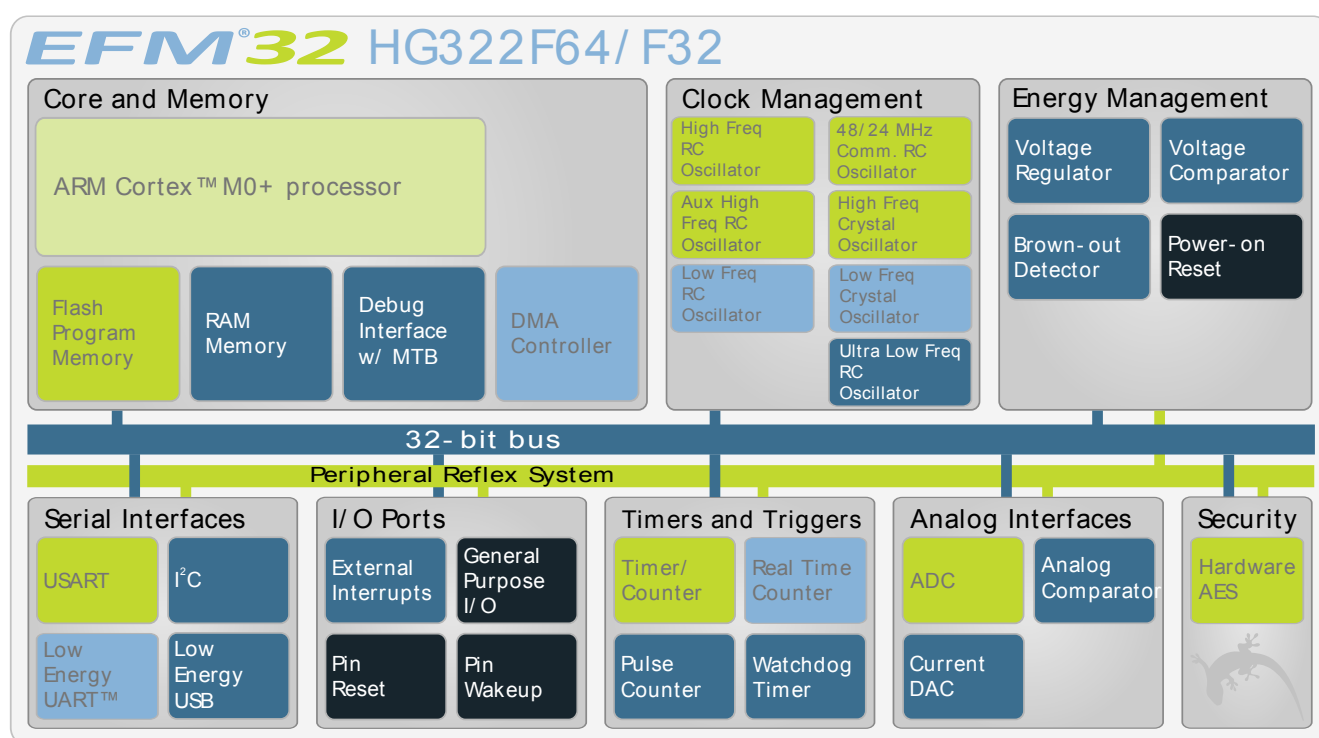 EFM®32 HG322F64/F32
Core and Memory
ARM Cortex™ M0+ processor
Flash
Program
Memory
RAM
Memory
Debug
Interface
w/ MTB
DMA
Controller
Clock Management
High Freq
RC
Oscillator
48/24 MHz
Comm. RC
Oscillator
Aux High
Freq RC
Oscillator
High Freq
Crystal
Oscillator
Low Freq
RC
Oscillator
Low Freq
Crystal
Oscillator
Ultra Low Freq
RC
Oscillator
Energy Management
Voltage
Regulator
Voltage
Comparator
Brown-out
Detector
Power-on
Reset
32-bit bus
Peripheral Reflex System
Serial Interfaces
USART
I²C
Low
Energy
UART™
Low
Energy
USB
I/O Ports
External
Interrupts
General
Purpose
I/O
Pin
Reset
Pin
Wakeup
Timers and Triggers
Timer/
Counter
Real Time
Counter
Pulse
Counter
Watchdog
Timer
Analog Interfaces
ADC
Analog
Comparator
Current
DAC
Security
Hardware
AES